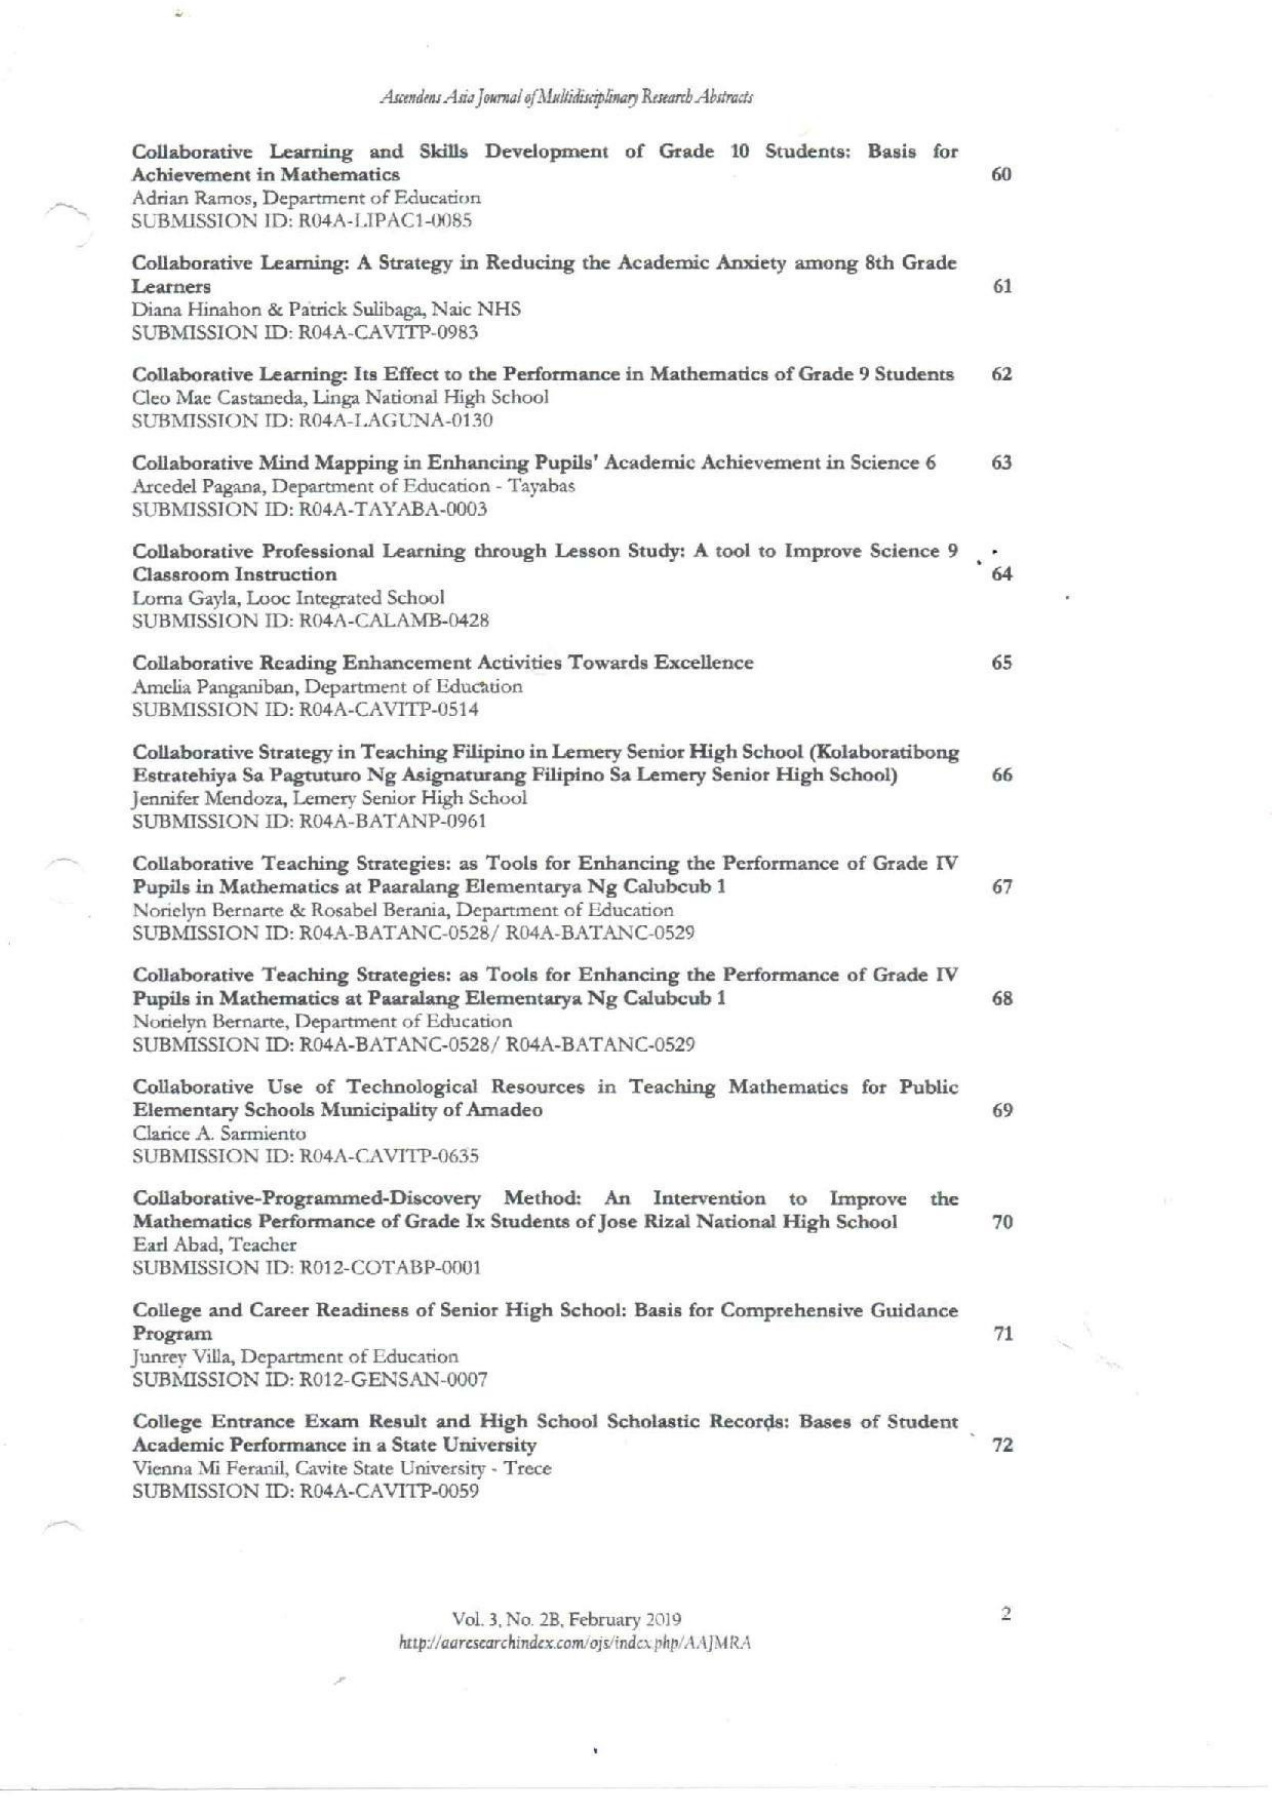 Ascendens Asia Journal of Multidisciplinary Research Abstracts
Collaborative Learning and Skills Development of Grade 10 Students: Basis for
Achievement in Mathematics 60
Adrian Ramos, Department of Education
SUBMISSION ID: R04A-LIPAC1-0085
Collaborative Learning: A Strategy in Reducing the Academic Anxiety among 8th Grade
Learners 61
Diana Hinahon & Patrick Sulibaga, Naic NHS
SUBMISSION ID: R04A-CAVITP-0983
Collaborative Learning: Its Effect to the Performance in Mathematics of Grade 9 Students 62
Cleo Mae Castaneda, Linga National High School
SUBMISSION ID: R04A-LAGUNA-0130
Collaborative Mind Mapping in Enhancing Pupils' Academic Achievement in Science 6 63
Arcedel Pagana, Department of Education - Tayabas
SUBMISSION ID: R04A-TAYABA-0003
Collaborative Professional Learning through Lesson Study: A tool to Improve Science 9
Classroom Instruction 64
Lorna Gayla, Looc Integrated School
SUBMISSION ID: R04A-CALAMB-0428
Collaborative Reading Enhancement Activities Towards Excellence 65
Amelia Panganiban, Department of Education
SUBMISSION ID: R04A-CAVITP-0514
Collaborative Strategy in Teaching Filipino in Lemery Senior High School (Kolaboratibong
Estratehiya Sa Pagtuturo Ng Asignaturang Filipino Sa Lemery Senior High School) 66
Jennifer Mendoza, Lemery Senior High School
SUBMISSION ID: R04A-BATANP-0961
Collaborative Teaching Strategies: as Tools for Enhancing the Performance of Grade IV
Pupils in Mathematics at Paaralang Elementarya Ng Calubcub 1 67
Norielyn Bernarte & Rosabel Berania, Department of Education
SUBMISSION ID: R04A-BATANC-0528/ R04A-BATANC-0529
Collaborative Teaching Strategies: as Tools for Enhancing the Performance of Grade IV
Pupils in Mathematics at Paaralang Elementarya Ng Calubcub 1 68
Norielyn Bernarte, Department of Education
SUBMISSION ID: R04A-BATANC-0528/ R04A-BATANC-0529
Collaborative Use of Technological Resources in Teaching Mathematics for Public
Elementary Schools Municipality of Amadeo 69
Clarice A. Sarmiento
SUBMISSION ID: R04A-CAVITP-0635
Collaborative-Programmed-Discovery Method: An Intervention to Improve the
Mathematics Performance of Grade Ix Students of Jose Rizal National High School 70
Earl Abad, Teacher
SUBMISSION ID: R012-COTABP-0001
College and Career Readiness of Senior High School: Basis for Comprehensive Guidance
Program 71
Junrey Villa, Department of Education
SUBMISSION ID: R012-GENSAN-0007
College Entrance Exam Result and High School Scholastic Records: Bases of Student
Academic Performance in a State University 72
Vienna Mi Feranil, Cavite State University - Trece
SUBMISSION ID: R04A-CAVITP-0059
Vol. 3, No. 2B, February 2019 2
http://aaresearchindex.com/ojs/index.php/AAJMRA